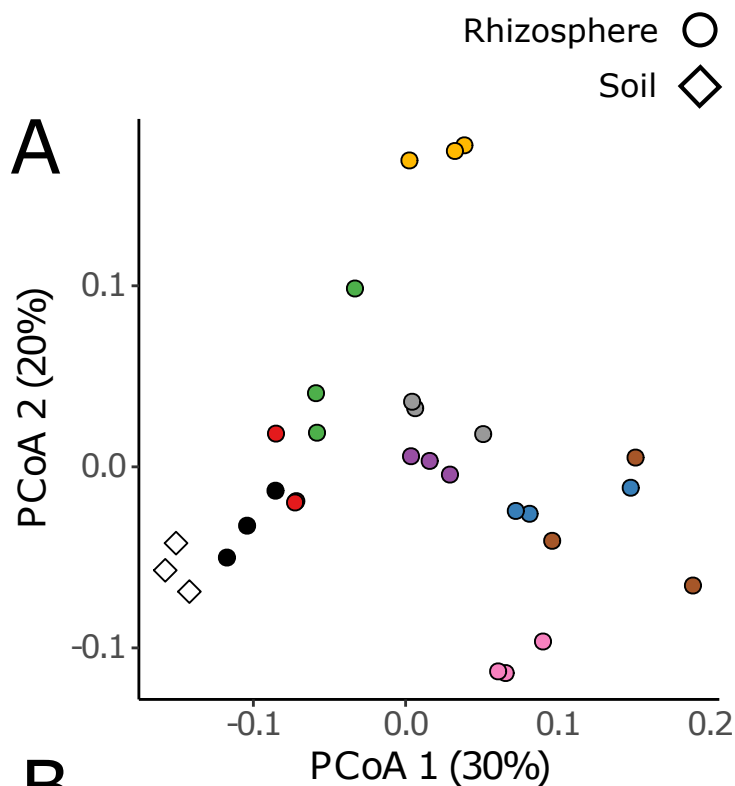 Rhizosphere
Soil
A
PCoA 2 (20%)
0.1
0.0
-0.1
-0.1 0.0 0.1 0.2
PCoA 1 (30%)
B